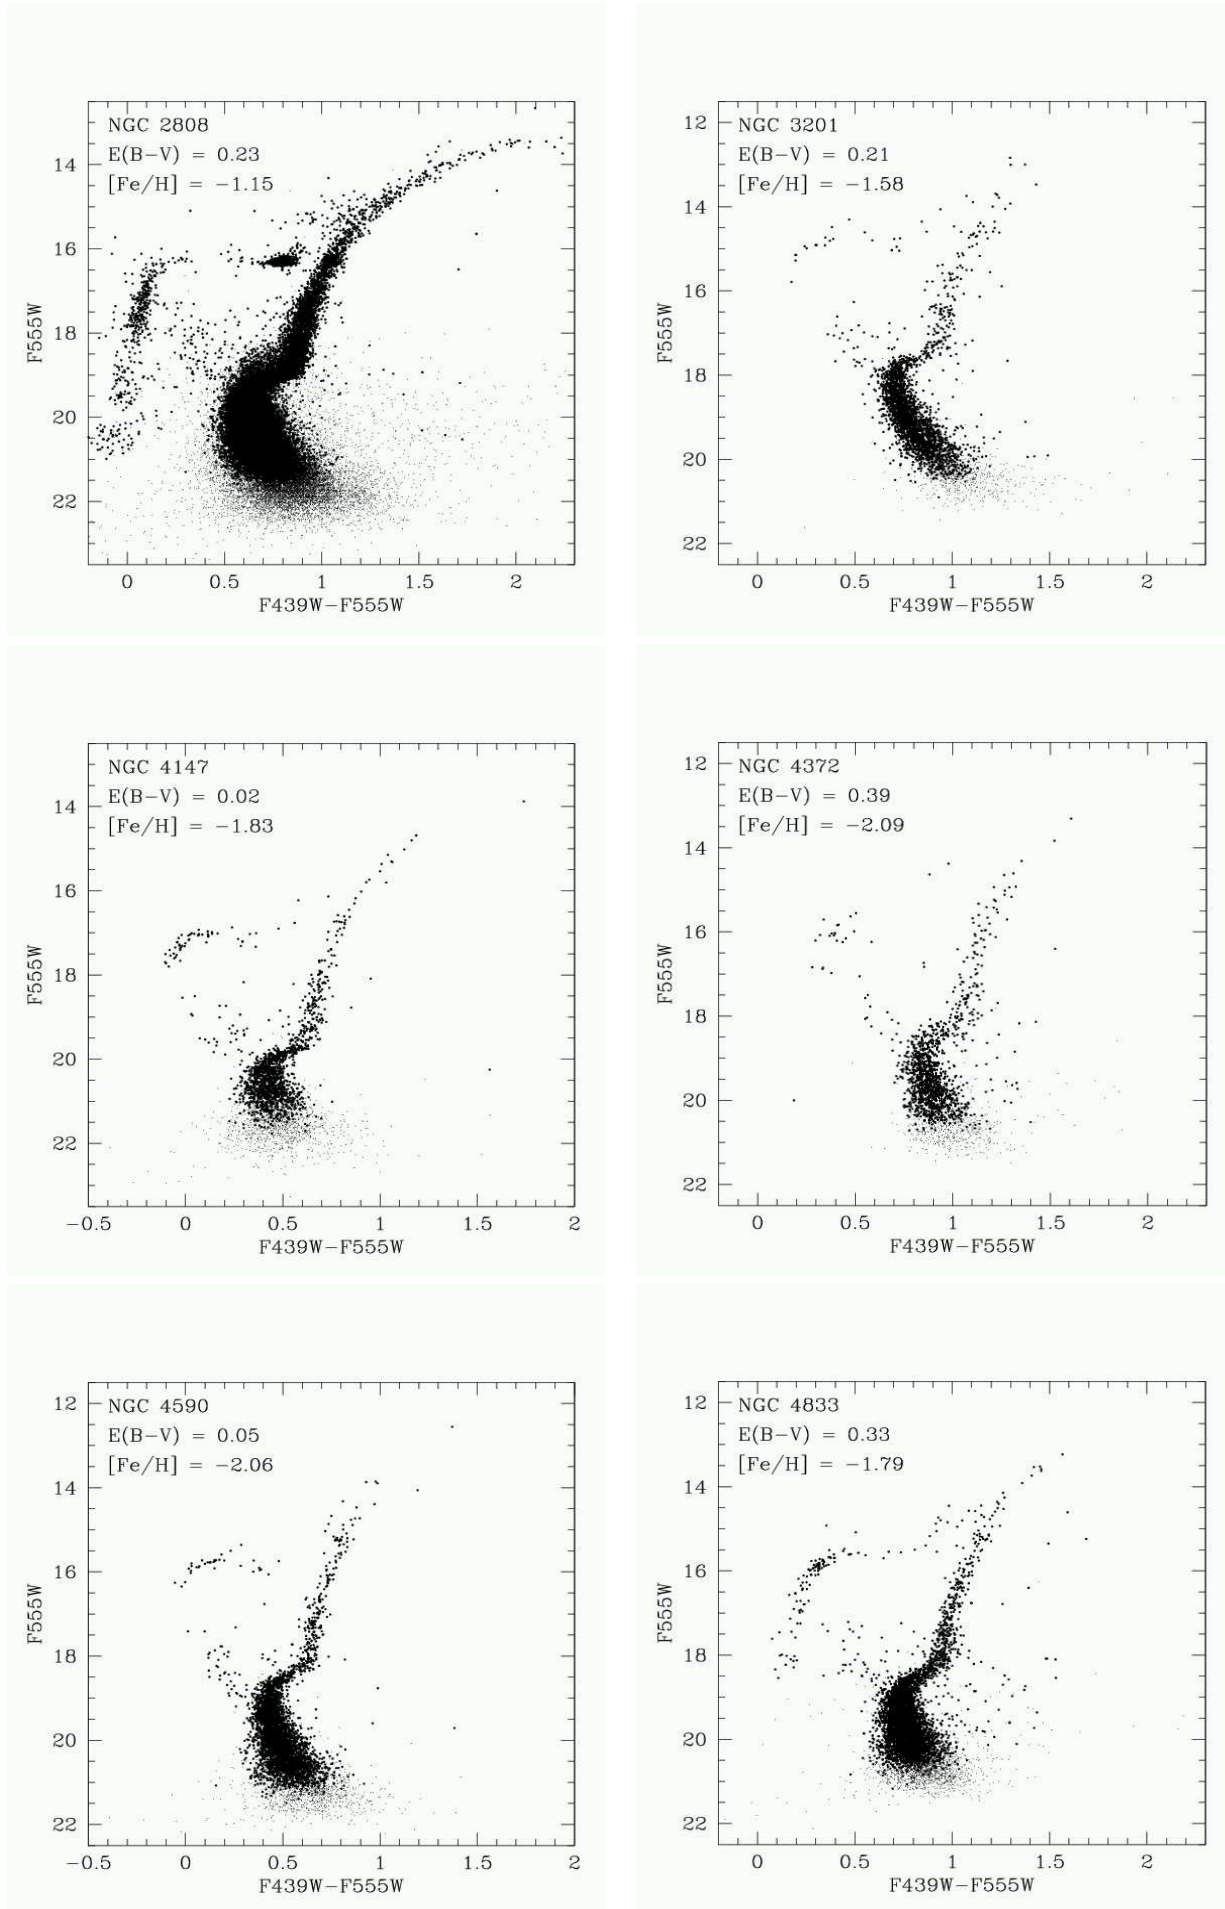 NGC 2808
E(B−V) = 0.23
[Fe/H] = −1.15
14
16
18
20
22
F555W
0 0.5 1 1.5 2
F439W−F555W
NGC 3201
E(B−V) = 0.21
[Fe/H] = −1.58
12
14
16
18
20
22
F555W
0 0.5 1 1.5 2
F439W−F555W
NGC 4147
E(B−V) = 0.02
[Fe/H] = −1.83
14
16
18
20
22
F555W
−0.5 0 0.5 1 1.5 2
F439W−F555W
NGC 4372
E(B−V) = 0.39
[Fe/H] = −2.09
12
14
16
18
20
22
F555W
0 0.5 1 1.5 2
F439W−F555W
NGC 4590
E(B−V) = 0.05
[Fe/H] = −2.06
12
14
16
18
20
22
F555W
−0.5 0 0.5 1 1.5 2
F439W−F555W
NGC 4833
E(B−V) = 0.33
[Fe/H] = −1.79
12
14
16
18
20
22
F555W
0 0.5 1 1.5 2
F439W−F555W